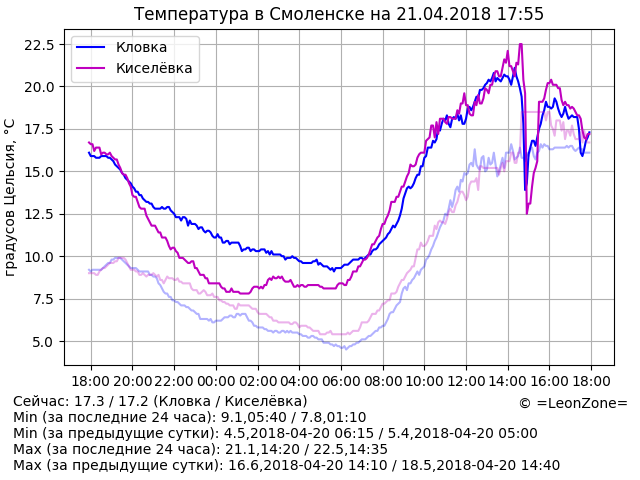 Температура в Смоленске на 21.04.2018 17:55
Кловка
Киселёвка
градусов Цельсия, °C
22.5
20.0
17.5
15.0
12.5
10.0
7.5
5.0
18:00 20:00 22:00 00:00 02:00 04:00 06:00 08:00 10:00 12:00 14:00 16:00 18:00
Сейчас: 17.3 / 17.2 (Кловка / Киселёвка)
© =LeonZone=
Min (за последние 24 часа): 9.1,05:40 / 7.8,01:10
Min (за предыдущие сутки): 4.5,2018-04-20 06:15 / 5.4,2018-04-20 05:00
Max (за последние 24 часа): 21.1,14:20 / 22.5,14:35
Max (за предыдущие сутки): 16.6,2018-04-20 14:10 / 18.5,2018-04-20 14:40